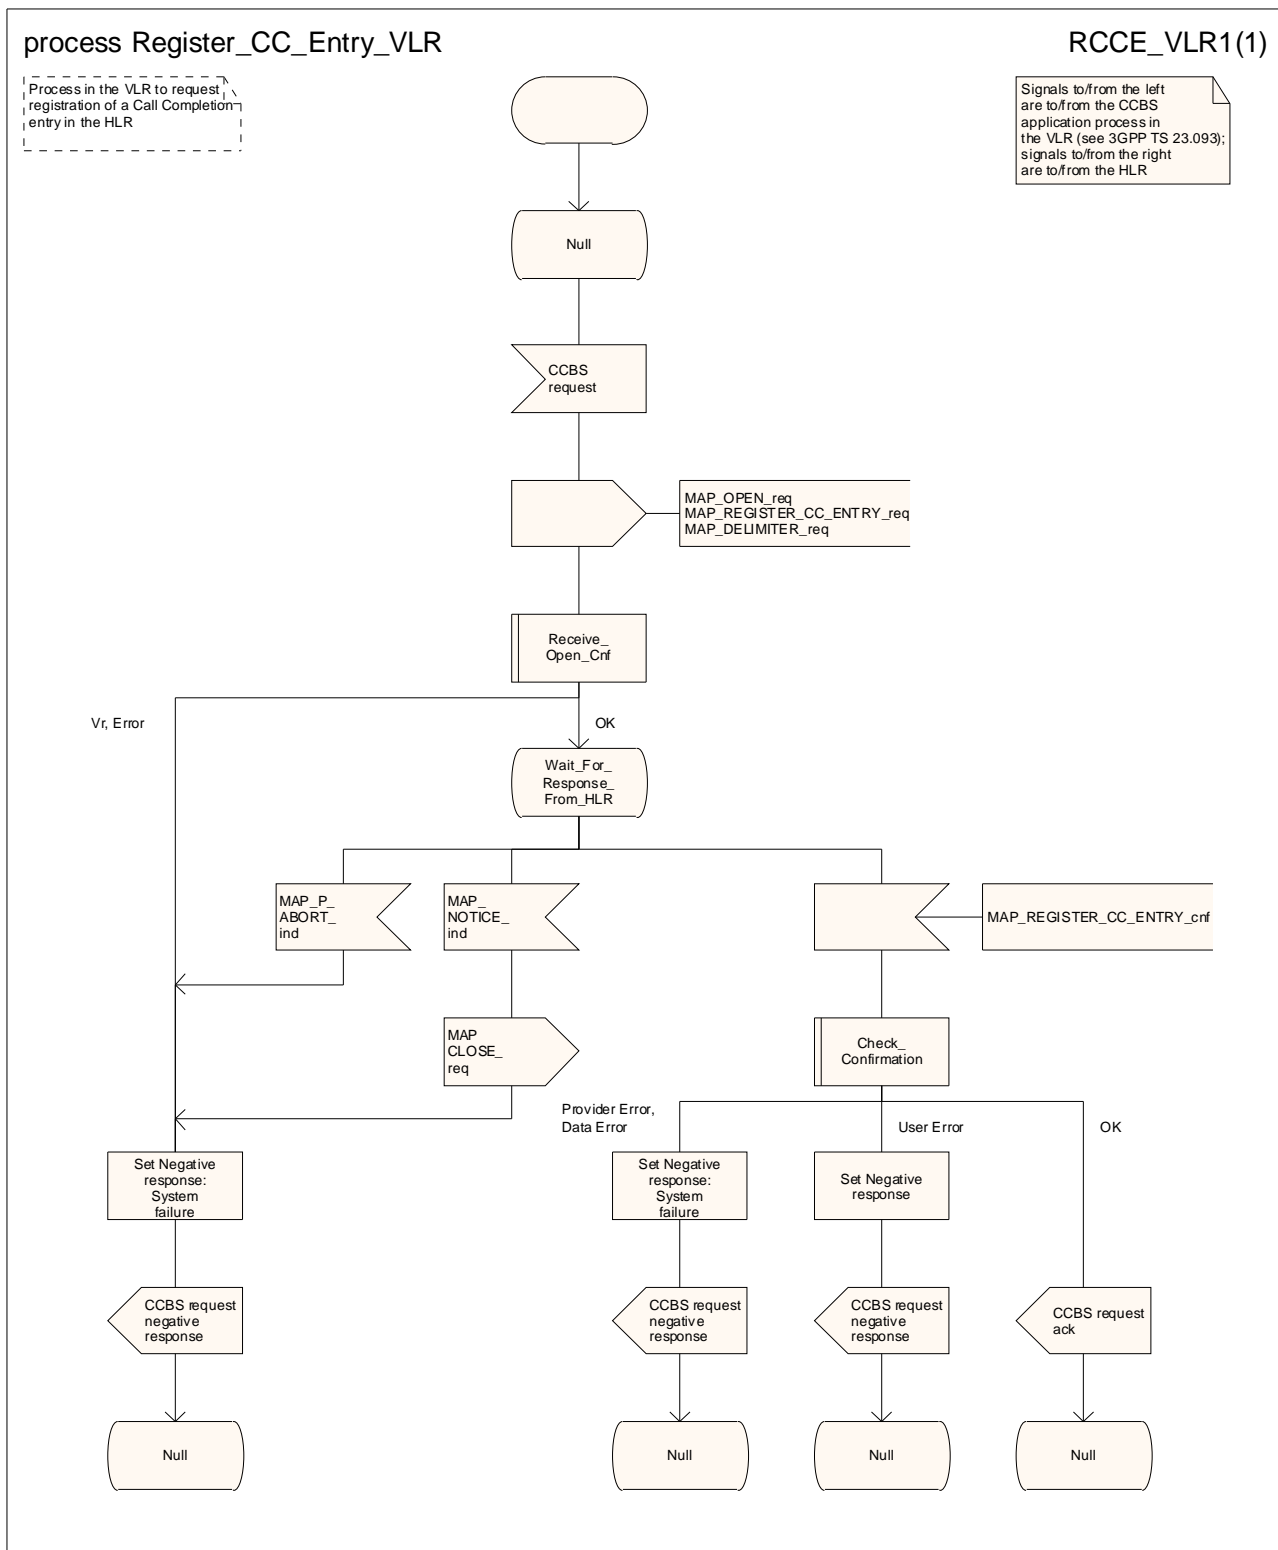 process Register_CC_Entry_VLR
RCCE_VLR1(1)
Process in the VLR to request
registration of a Call Completion
entry in the HLR
Signals to/from the left
are to/from the CCBS
application process in
the VLR (see 3GPP TS 23.093);
signals to/from the right
are to/from the HLR
Null
CCBS
request
MAP_OPEN_req
MAP_REGISTER_CC_ENTRY_req
MAP_DELIMITER_req
Receive_
Open_Cnf
Vr, Error
OK
Wait_For_
Response_
From_HLR
MAP_P_
ABORT_
ind
MAP_
NOTICE_
ind
MAP_REGISTER_CC_ENTRY_cnf
MAP
CLOSE_
req
Check_
Confirmation
Provider Error,
Data Error
User Error
OK
Set Negative
response:
System
failure
Set Negative
response:
System
failure
Set Negative
response
CCBS request
negative
response
CCBS request
negative
response
CCBS request
negative
response
CCBS request
ack
Null
Null
Null
Null